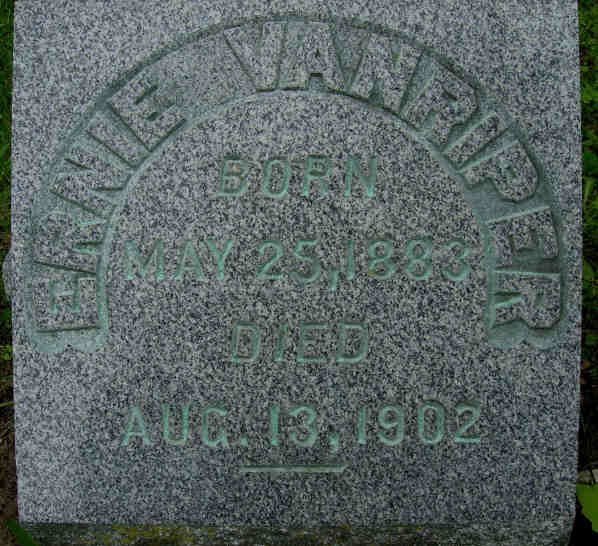 ERNIE VANRIPER
BORN
MAY 25, 1883
DIED
AUG. 13, 1902